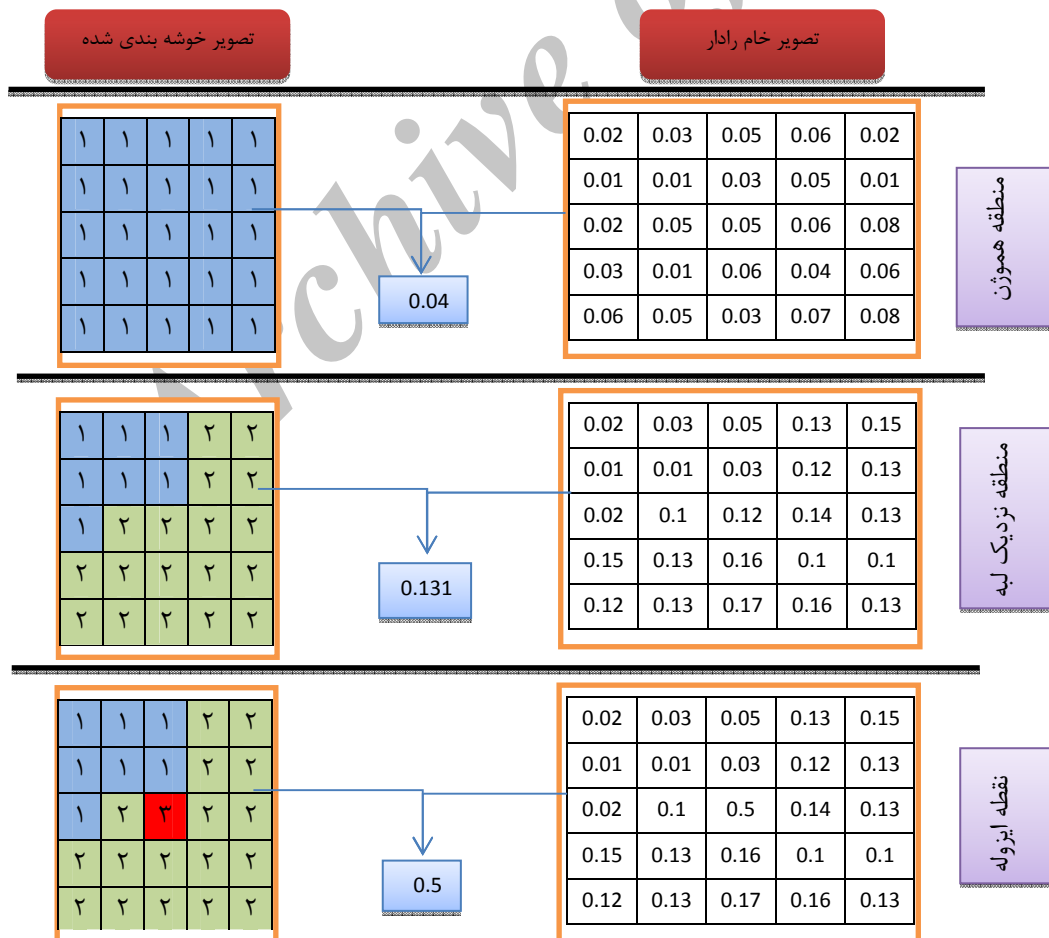 تصویر خام رادار
تصویر خوشه بندی شده
Archive of
منطقه هموژن
0.02 0.03 0.05 0.06 0.02
0.01 0.01 0.03 0.05 0.01
0.02 0.05 0.05 0.06 0.08
0.03 0.01 0.06 0.04 0.06
0.06 0.05 0.03 0.07 0.08
0.04
۱ ۱ ۱ ۱ ۱
۱ ۱ ۱ ۱ ۱
۱ ۱ ۱ ۱ ۱
۱ ۱ ۱ ۱ ۱
۱ ۱ ۱ ۱ ۱
منطقه نزدیک لبه
0.02 0.03 0.05 0.13 0.15
0.01 0.01 0.03 0.12 0.13
0.02 0.1 0.12 0.14 0.13
0.15 0.13 0.16 0.1 0.1
0.12 0.13 0.17 0.16 0.13
0.131
۱ ۱ ۱ ۲ ۲
۱ ۱ ۱ ۲ ۲
۱ ۲ ۲ ۲ ۲
۲ ۲ ۲ ۲ ۲
۲ ۲ ۲ ۲ ۲
نقطه ایزوله
0.02 0.03 0.05 0.13 0.15
0.01 0.01 0.03 0.12 0.13
0.02 0.1 0.5 0.14 0.13
0.15 0.13 0.16 0.1 0.1
0.12 0.13 0.17 0.16 0.13
0.5
۱ ۱ ۱ ۲ ۲
۱ ۱ ۱ ۲ ۲
۱ ۲ ۳ ۲ ۲
۲ ۲ ۲ ۲ ۲
۲ ۲ ۲ ۲ ۲